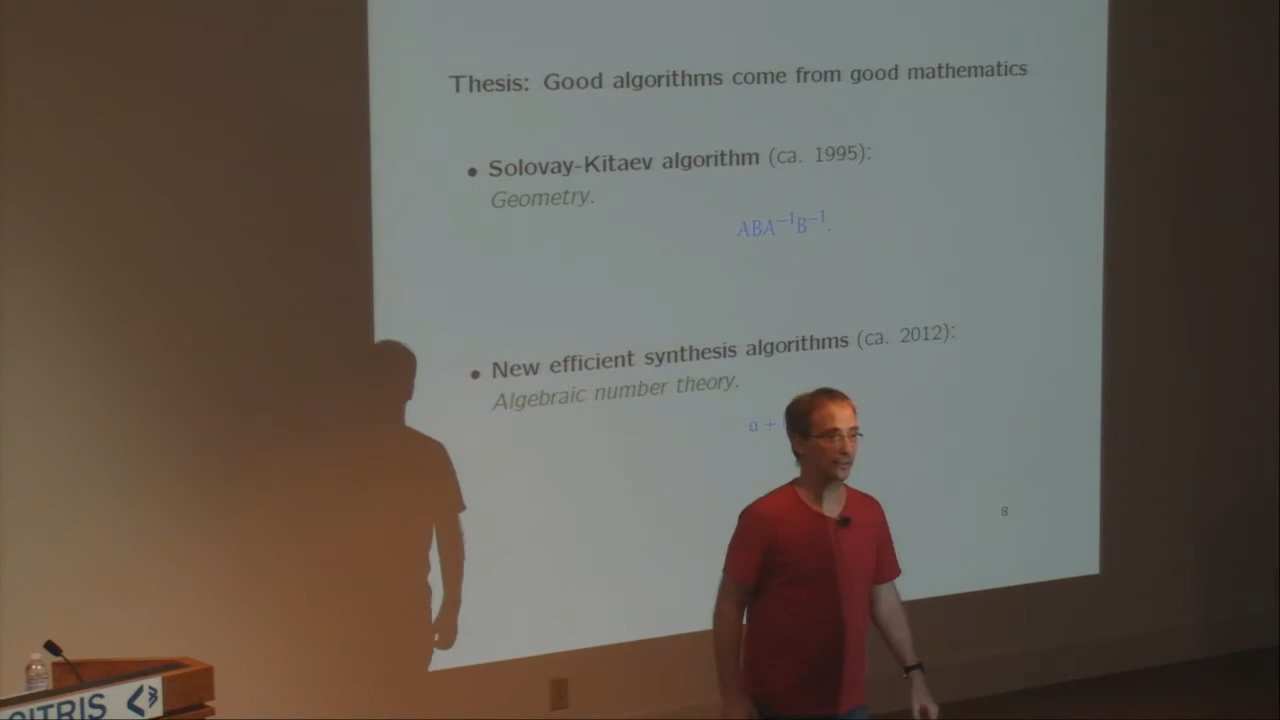 Thesis: Good algorithms come from good mathematics
• Solovay-Kitaev algorithm (ca. 1995):
Geometry.
ABA⁻¹B⁻¹.
• New efficient synthesis algorithms (ca. 2012):
Algebraic number theory.
a +
8
CITRIS